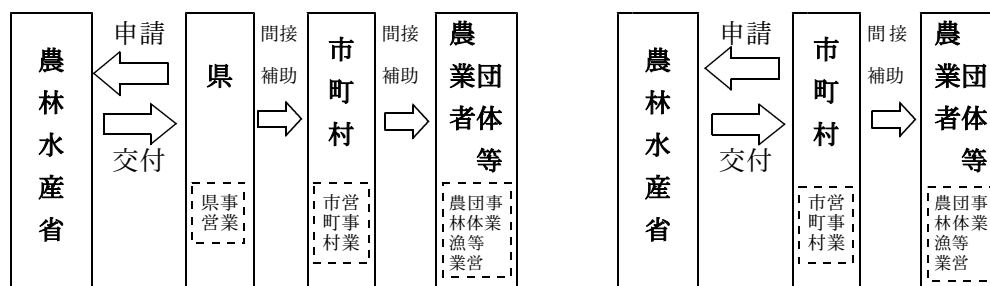 農林水産省
申請
交付
県
県営
事業
間接
補助
市町村
市町村
営事業
間接
補助
農業者
団体等
農林漁業
団体等営
事業
農林水産省
申請
交付
市町村
市町村
営事業
間接
補助
農業者
団体等
農林漁業
団体等営
事業